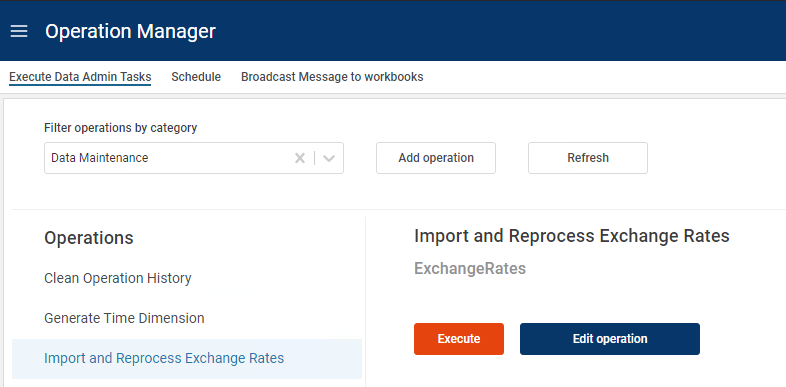 Operation Manager
Execute Data Admin Tasks
Schedule
Broadcast Message to workbooks
Filter operations by category
Data Maintenance
Add operation
Refresh
Operations
Clean Operation History
Generate Time Dimension
Import and Reprocess Exchange Rates
Import and Reprocess Exchange Rates
ExchangeRates
Execute
Edit operation